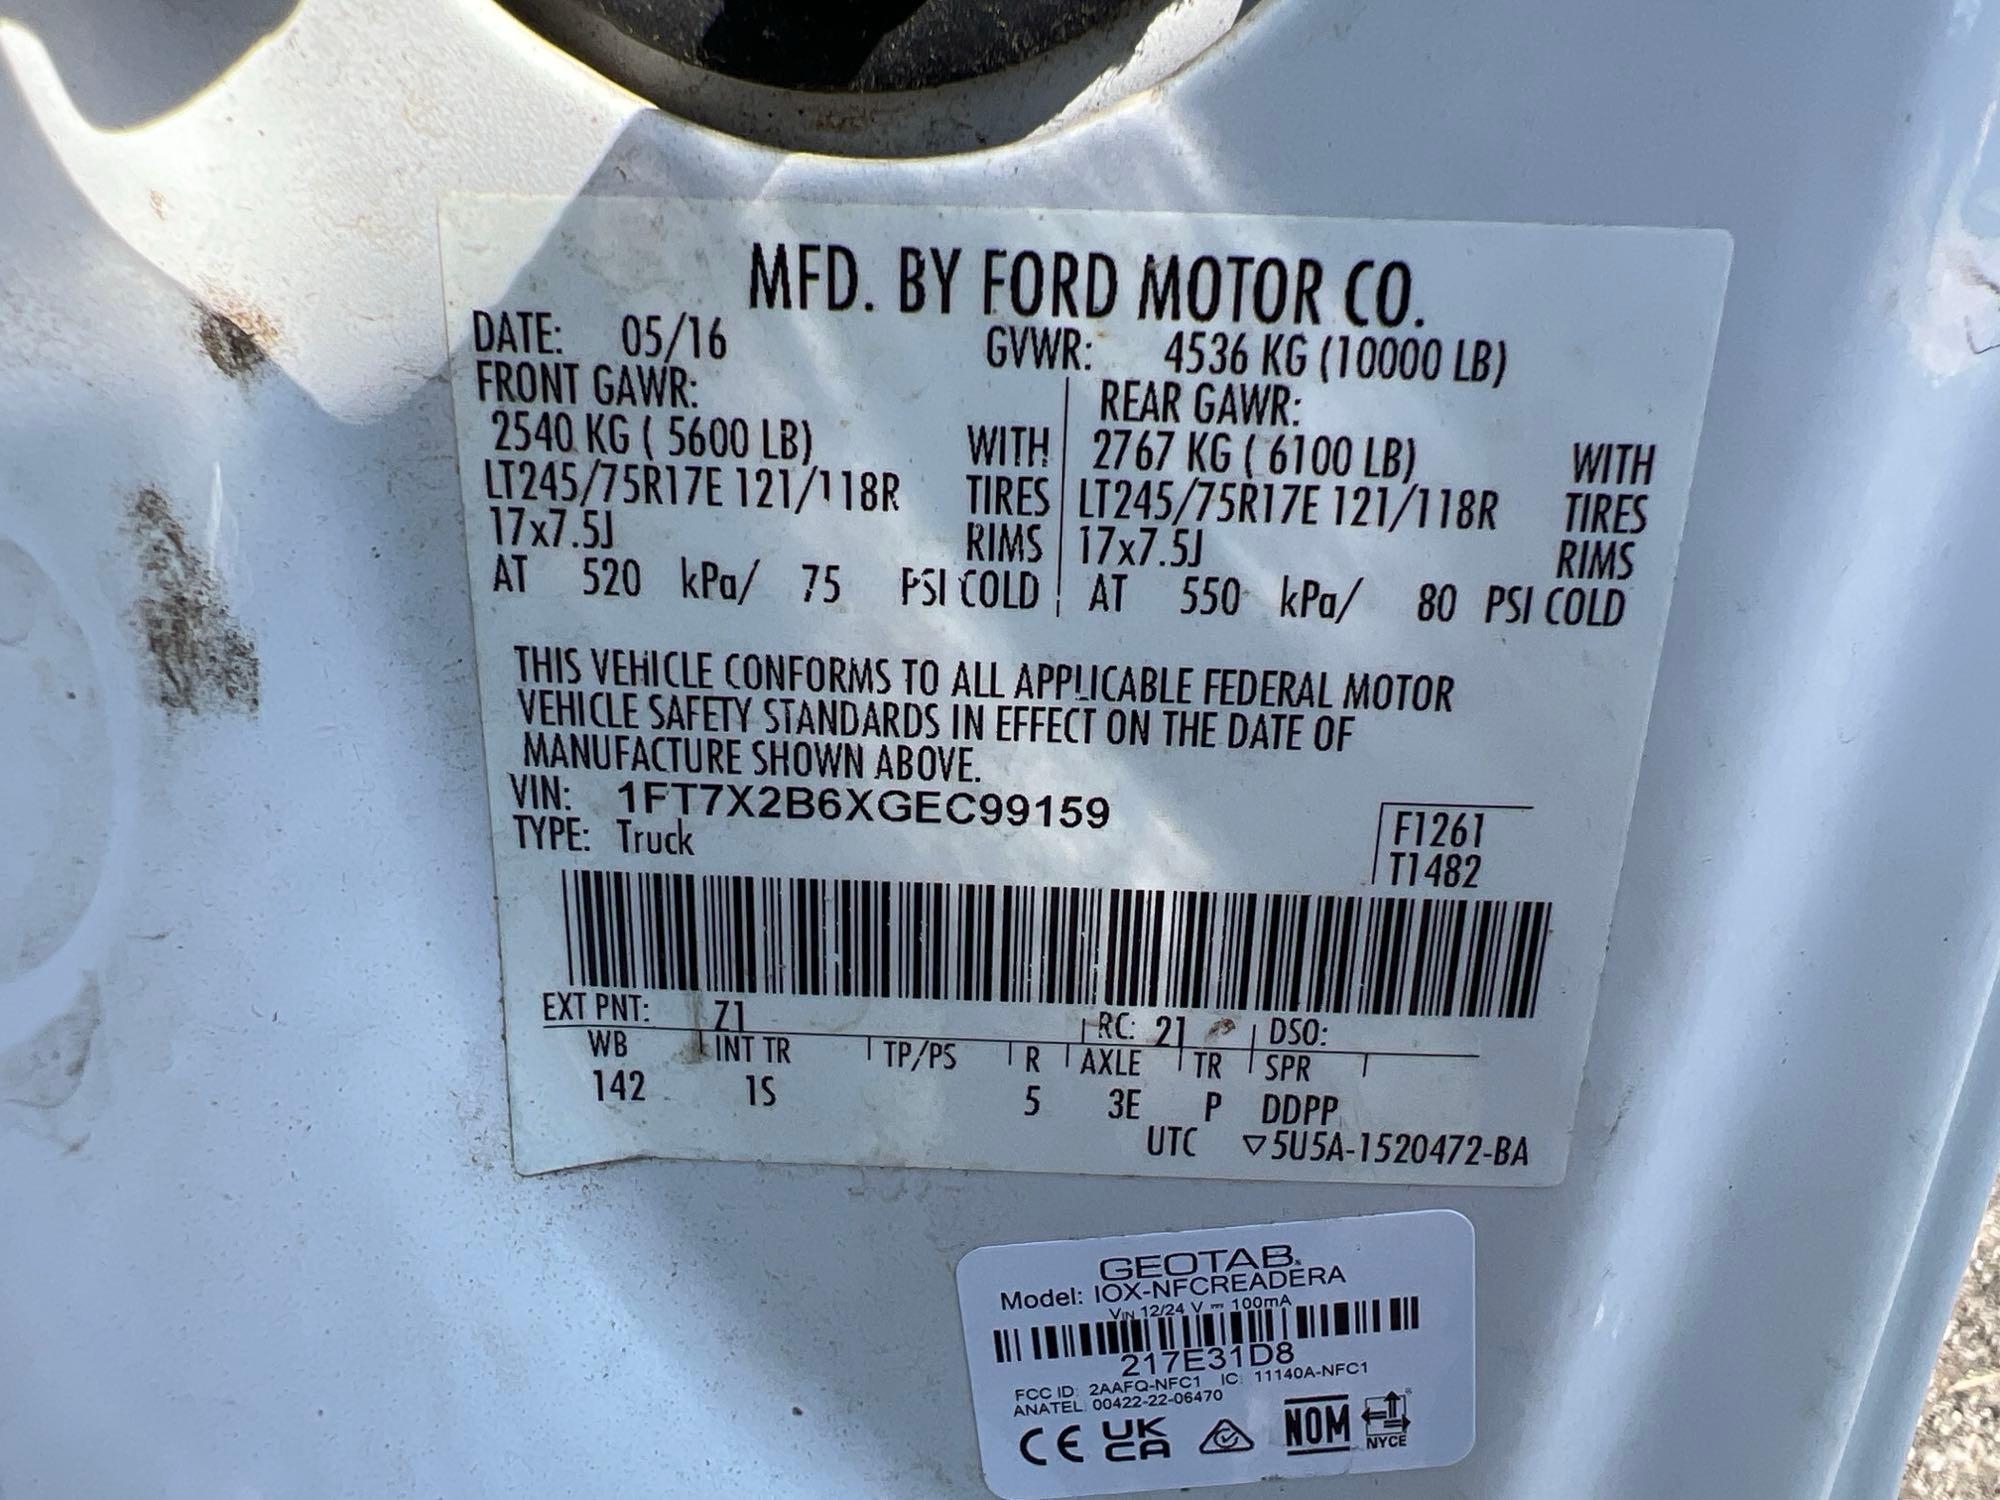 MFD. BY FORD MOTOR CO.
DATE: 05/16 GVWR: 4536 KG (10000 LB)
FRONT GAWR: REAR GAWR:
2540 KG ( 5600 LB) WITH 2767 KG ( 6100 LB) WITH
LT245/75R17E 121/118R TIRES LT245/75R17E 121/118R TIRES
17x7.5J RIMS 17x7.5J RIMS
AT 520 kPa/ 75 PSI COLD AT 550 kPa/ 80 PSI COLD
THIS VEHICLE CONFORMS TO ALL APPLICABLE FEDERAL MOTOR
VEHICLE SAFETY STANDARDS IN EFFECT ON THE DATE OF
MANUFACTURE SHOWN ABOVE.
VIN: 1FT7X2B6XGEC99159
TYPE: Truck
F1261
T1482
EXT PNT: Z1 RC: 21 DSO:
WB INT TR TP/PS R AXLE TR SPR
142 1S 5 3E P DDPP
UTC ▽5U5A-1520472-BA
GEOTAB
Model: IOX-NFCREADERA
VIN 12/24 V ⎓ 100mA
217E31D8
FCC ID: 2AAFQ-NFC1 IC: 11140A-NFC1
ANATEL 00422-22-06470
CE UKCA NOM NYCE